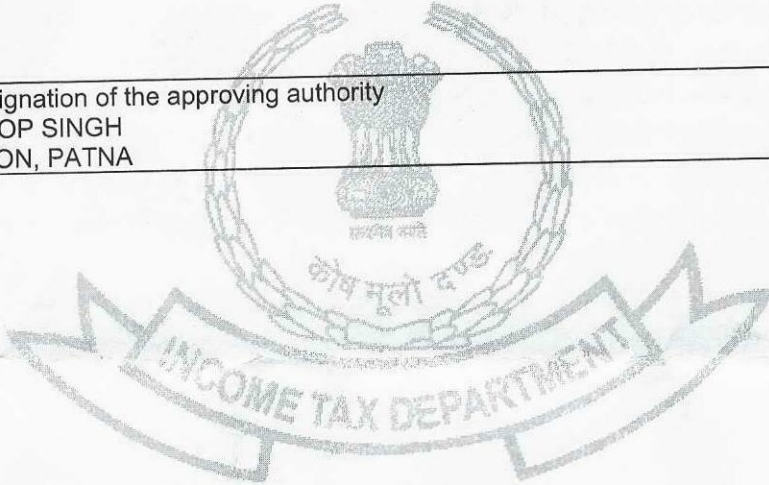 ignation of the approving authority
OP SINGH
ON, PATNA
सत्यमेव जयते
कोष मूलो दण्ड
INCOME TAX DEPARTMENT